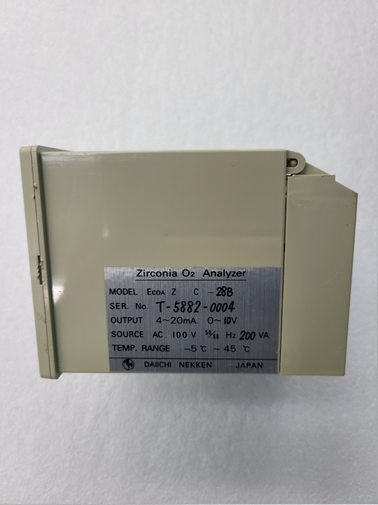 Zirconia O₂ Analyzer
MODEL ECOA Z C - 28B
SER. No. T-5882-0004
OUTPUT 4~20mA. 0~10V
SOURCE AC 100 V 50/60 Hz 200 VA
TEMP. RANGE -5℃ ~ 45℃
DAIICHI NEKKEN JAPAN